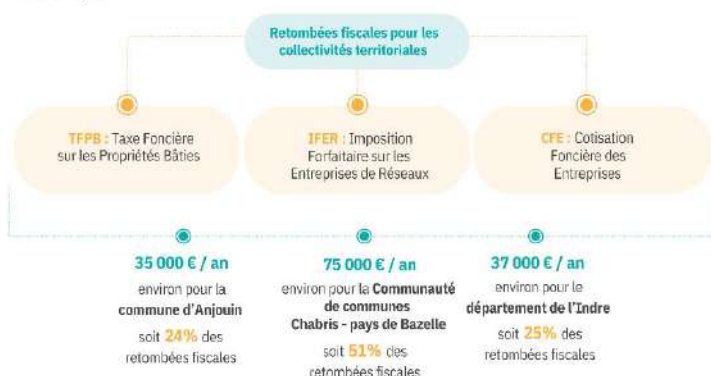 Retombées fiscales pour les
collectivités territoriales
TFPB : Taxe Foncière
sur les Propriétés Bâties
IFER : Imposition
Forfaitaire sur les
Entreprises de Réseaux
CFE : Cotisation
Foncière des
Entreprises
35 000 € / an
environ pour la
commune d'Anjouin
soit 24% des
retombées fiscales
75 000 € / an
environ pour la Communauté
de communes
Chabris - pays de Bazelle
soit 51% des
retombées fiscales
37 000 € / an
environ pour le
département de l'Indre
soit 25% des
retombées fiscales